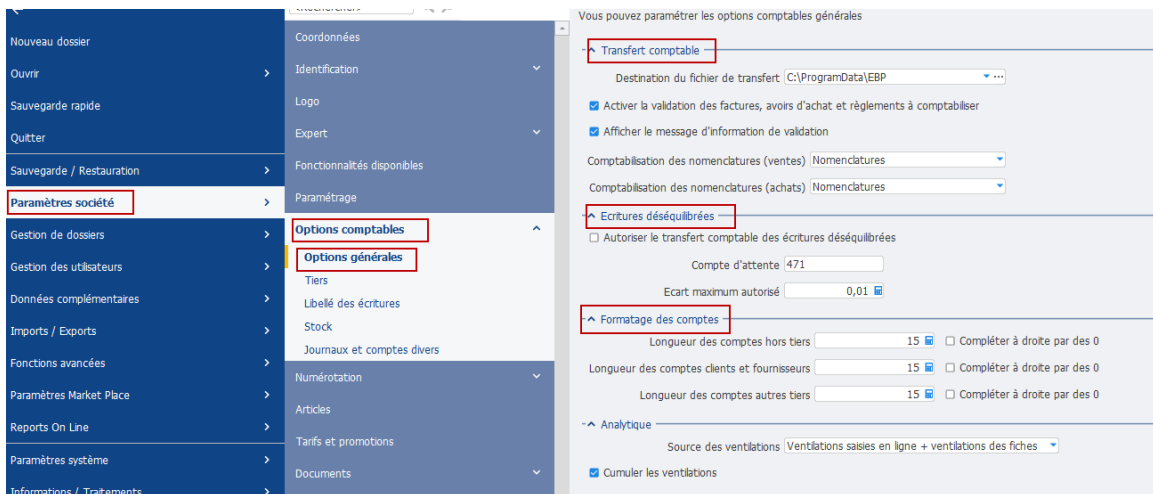 Nouveau dossier
Ouvrir
Sauvegarde rapide
Quitter
Sauvegarde / Restauration
Paramètres société
Gestion de dossiers
Gestion des utilisateurs
Données complémentaires
Imports / Exports
Fonctions avancées
Paramètres Market Place
Reports On Line
Paramètres système
Informations / Traitements
<Rechercher>
Coordonnées
Identification
Logo
Expert
Fonctionnalités disponibles
Paramétrage
Options comptables
Options générales
Tiers
Libellé des écritures
Stock
Journaux et comptes divers
Numérotation
Articles
Tarifs et promotions
Documents
Vous pouvez paramétrer les options comptables générales
Transfert comptable
Destination du fichier de transfert C:\ProgramData\EBP
Activer la validation des factures, avoirs d'achat et règlements à comptabiliser
Afficher le message d'information de validation
Comptabilisation des nomenclatures (ventes) Nomenclatures
Comptabilisation des nomenclatures (achats) Nomenclatures
Ecritures déséquilibrées
Autoriser le transfert comptable des écritures déséquilibrées
Compte d'attente 471
Ecart maximum autorisé 0,01
Formatage des comptes
Longueur des comptes hors tiers 15 Compléter à droite par des 0
Longueur des comptes clients et fournisseurs 15 Compléter à droite par des 0
Longueur des comptes autres tiers 15 Compléter à droite par des 0
Analytique
Source des ventilations Ventilations saisies en ligne + ventilations des fiches
Cumuler les ventilations